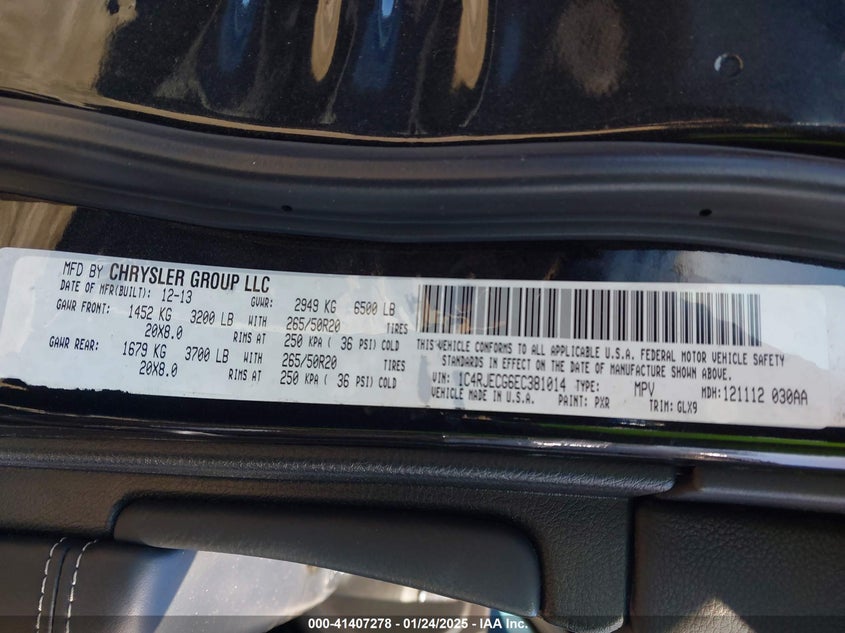 MFD BY CHRYSLER GROUP LLC
DATE OF MFR(BUILT): 12-13 GVWR: 2949 KG 6500 LB
GAWR FRONT: 1452 KG 3200 LB WITH 265/50R20 TIRES
20X8.0 RIMS AT 250 KPA ( 36 PSI) COLD
GAWR REAR: 1679 KG 3700 LB WITH 265/50R20 TIRES
20X8.0 RIMS AT 250 KPA ( 36 PSI) COLD
THIS VEHICLE CONFORMS TO ALL APPLICABLE U.S.A. FEDERAL MOTOR VEHICLE SAFETY
STANDARDS IN EFFECT ON THE DATE OF MANUFACTURE SHOWN ABOVE.
VIN: 1C4RJECG6EC381014 TYPE: MPV MDH:121112 030AA
VEHICLE MADE IN U.S.A. PAINT: PXR TRIM: GLX9
000-41407278 - 01/24/2025 - IAA Inc.